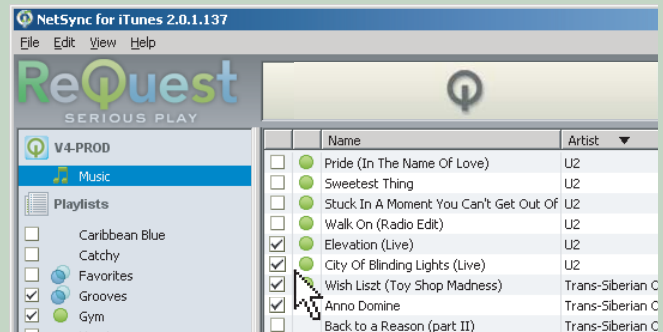 NetSync for iTunes 2.0.1.137
File Edit View Help
ReQuest
SERIOUS PLAY
V4-PROD
Music
Playlists
Caribbean Blue
Catchy
Favorites
Grooves
Gym
Name Artist
Pride (In The Name Of Love) U2
Sweetest Thing U2
Stuck In A Moment You Can't Get Out Of U2
Walk On (Radio Edit) U2
Elevation (Live) U2
City Of Blinding Lights (Live) U2
Wish Liszt (Toy Shop Madness) Trans-Siberian O
Anno Domine Trans-Siberian O
Back to a Reason (part II) Trans-Siberian O